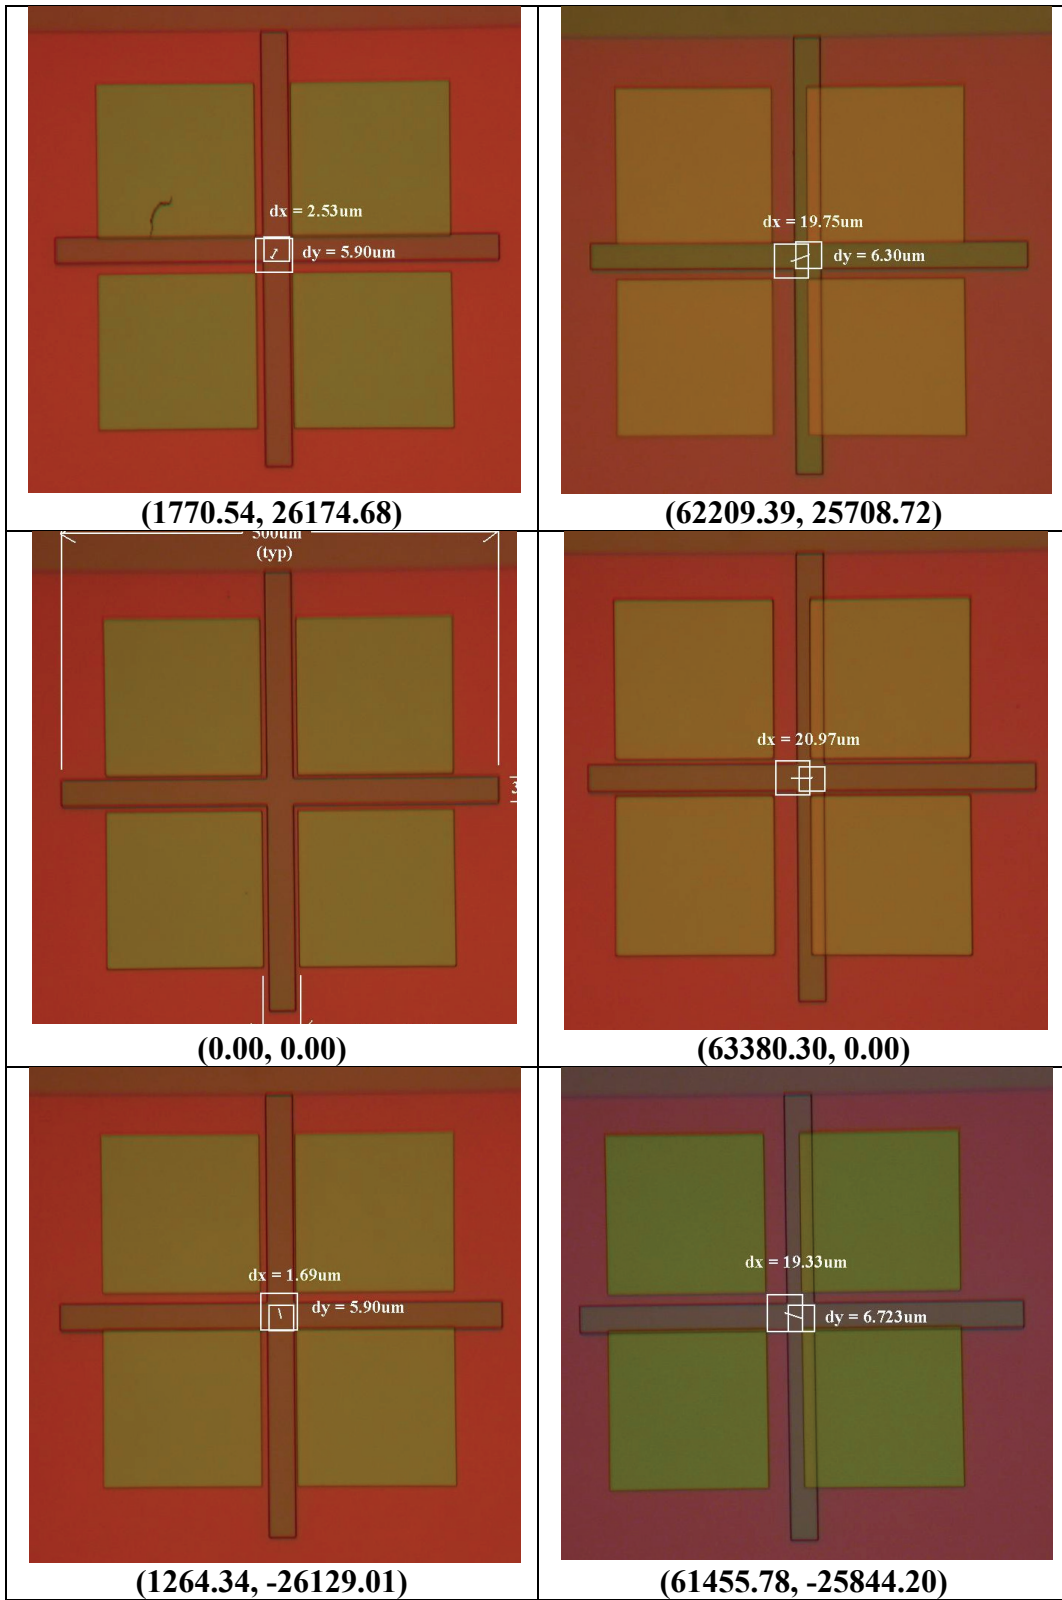 dx = 2.53um
dy = 5.90um
(1770.54, 26174.68)
dx = 19.75um
dy = 6.30um
(62209.39, 25708.72)
500um
(typ)
(0.00, 0.00)
dx = 20.97um
(63380.30, 0.00)
dx = 1.69um
dy = 5.90um
(1264.34, -26129.01)
dx = 19.33um
dy = 6.723um
(61455.78, -25844.20)